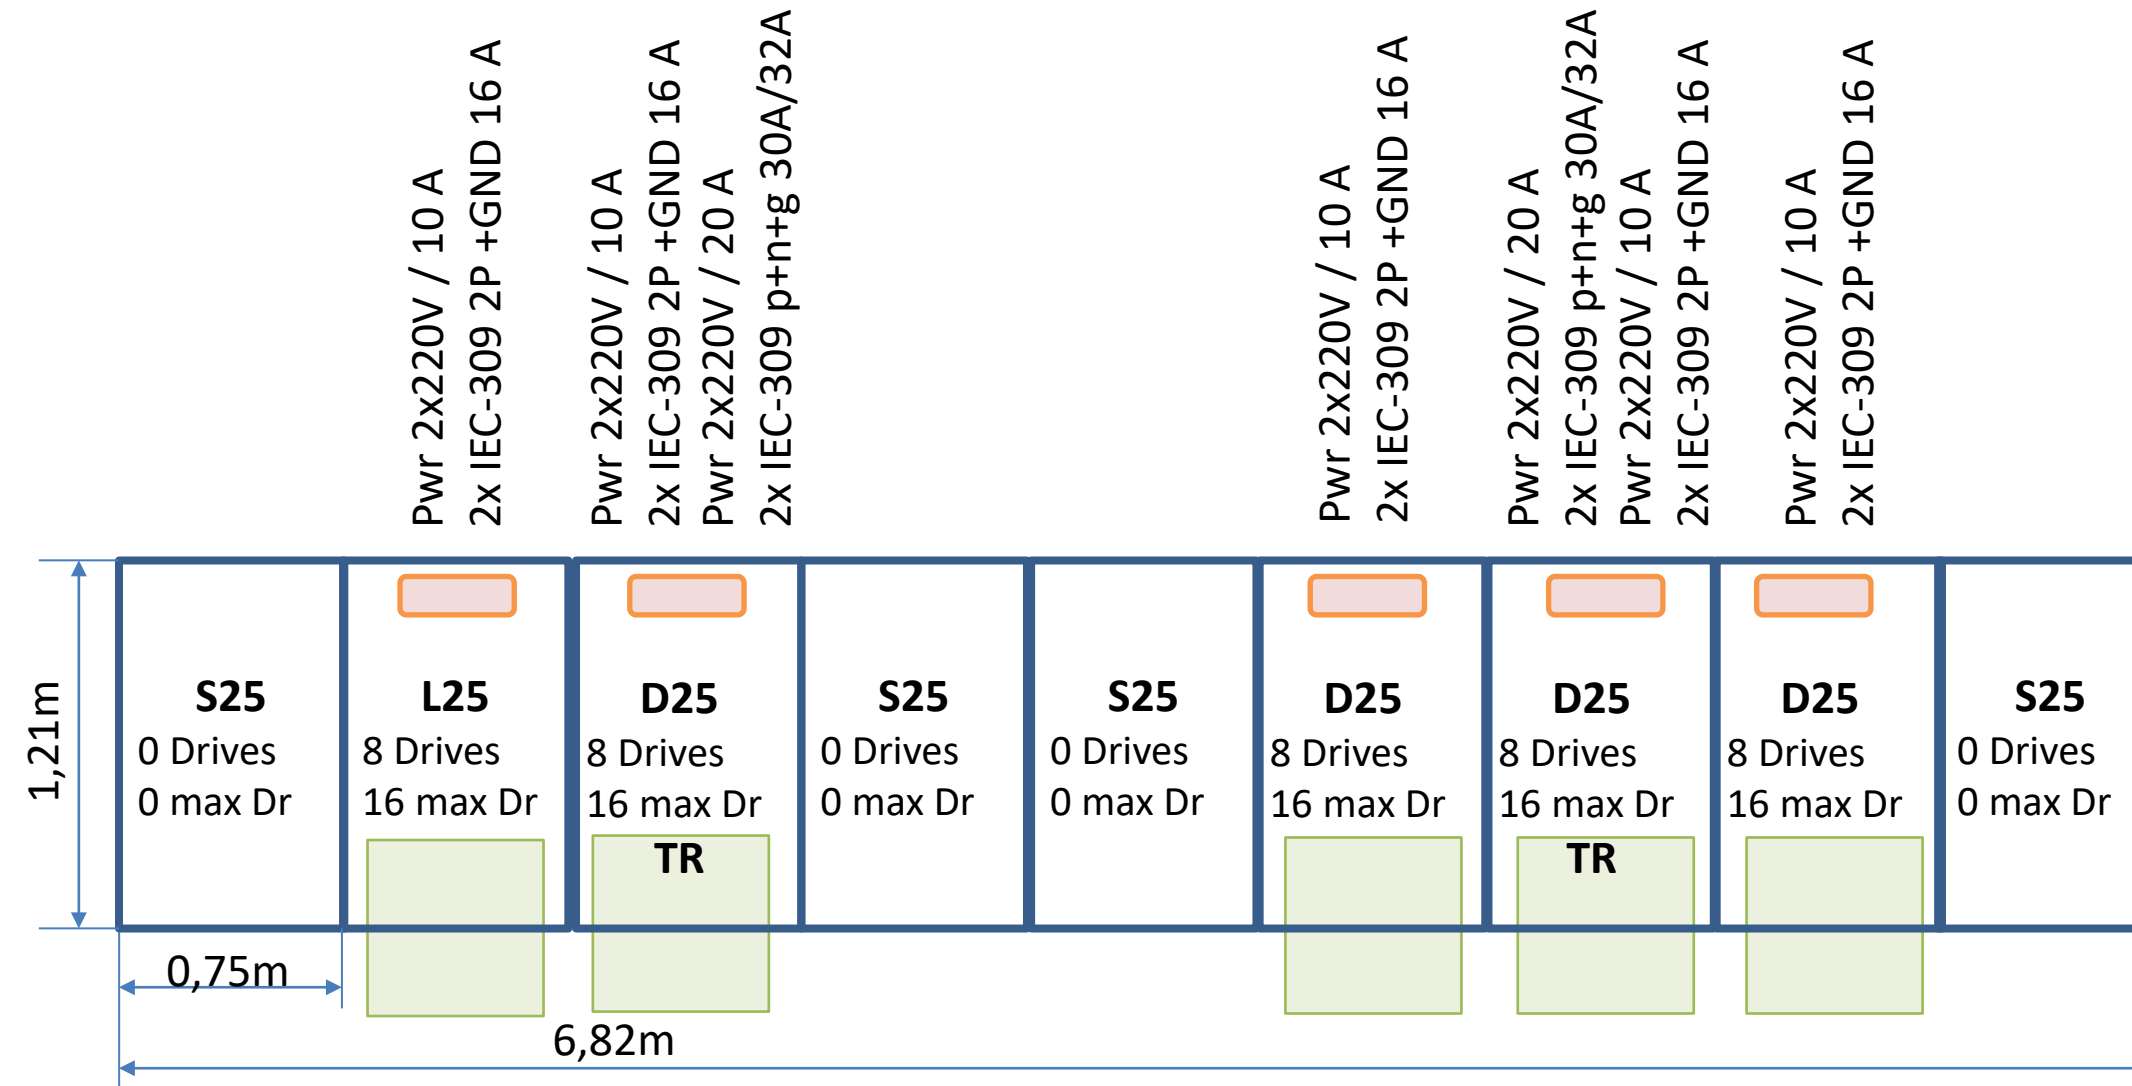 Pwr 2x220V / 10 A
2x IEC-309 2P +GND 16 A
Pwr 2x220V / 10 A
2x IEC-309 2P +GND 16 A
Pwr 2x220V / 20 A
2x IEC-309 p+n+g 30A/32A
Pwr 2x220V / 10 A
2x IEC-309 2P +GND 16 A
Pwr 2x220V / 20 A
2x IEC-309 p+n+g 30A/32A
Pwr 2x220V / 10 A
2x IEC-309 2P +GND 16 A
Pwr 2x220V / 10 A
2x IEC-309 2P +GND 16 A
1,21m
S25
0 Drives
0 max Dr
L25
8 Drives
16 max Dr
D25
8 Drives
16 max Dr
TR
S25
0 Drives
0 max Dr
S25
0 Drives
0 max Dr
D25
8 Drives
16 max Dr
D25
8 Drives
16 max Dr
TR
D25
8 Drives
16 max Dr
S25
0 Drives
0 max Dr
0,75m
6,82m